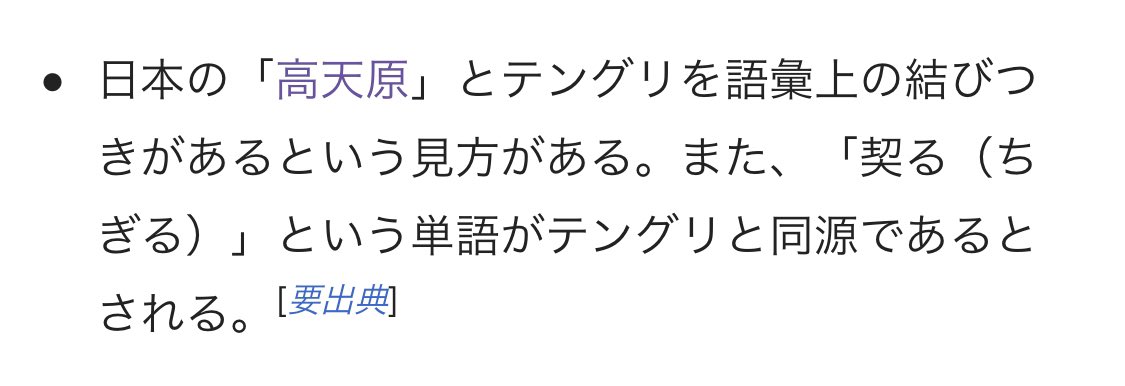 • 日本の「高天原」とテングリを語彙上の結びつ
きがあるという見方がある。また、「契る（ち
ぎる）」という単語がテングリと同源であると
される。[要出典]